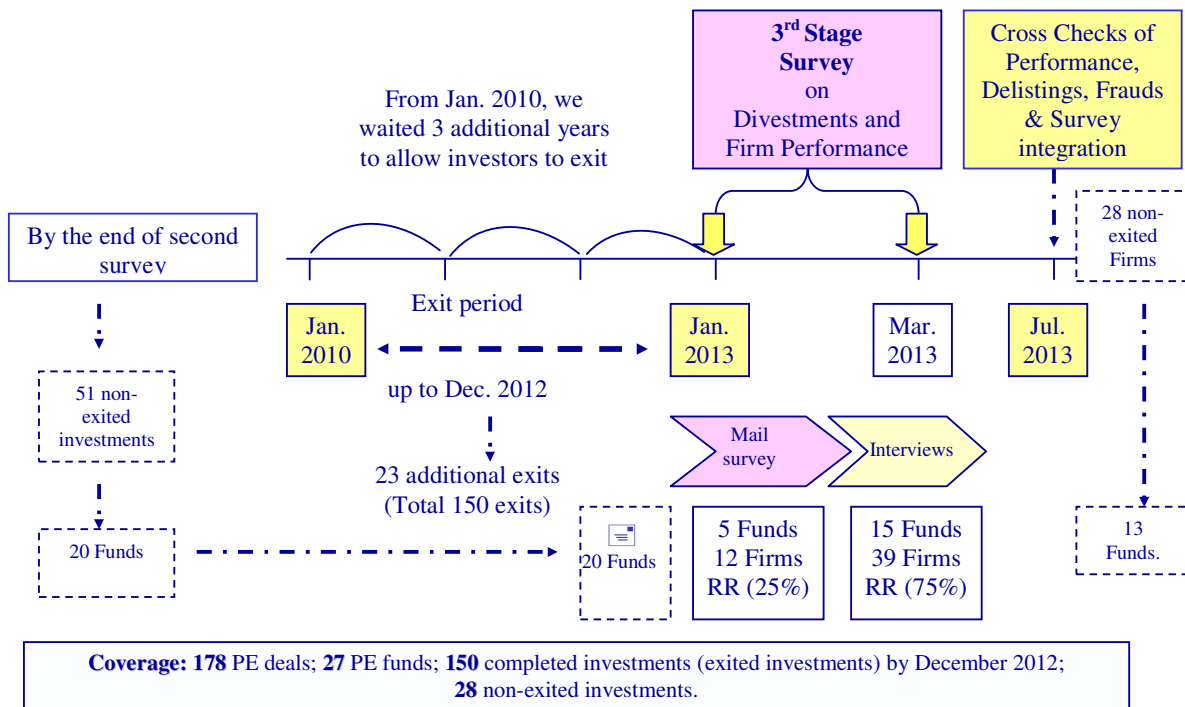 3rd Stage
Survey
on
Divestments and
Firm Performance
Cross Checks of
Performance,
Delistings, Frauds
& Survey
integration
From Jan. 2010, we
waited 3 additional years
to allow investors to exit
By the end of second
survey
28 non-
exited
Firms
Exit period
Jan.
2010
Jan.
2013
Mar.
2013
Jul.
2013
up to Dec. 2012
51 non-
exited
investments
Mail
survey
Interviews
23 additional exits
(Total 150 exits)
20 Funds
20 Funds
5 Funds
12 Firms
RR (25%)
15 Funds
39 Firms
RR (75%)
13
Funds.
Coverage: 178 PE deals; 27 PE funds; 150 completed investments (exited investments) by December 2012;
28 non-exited investments.